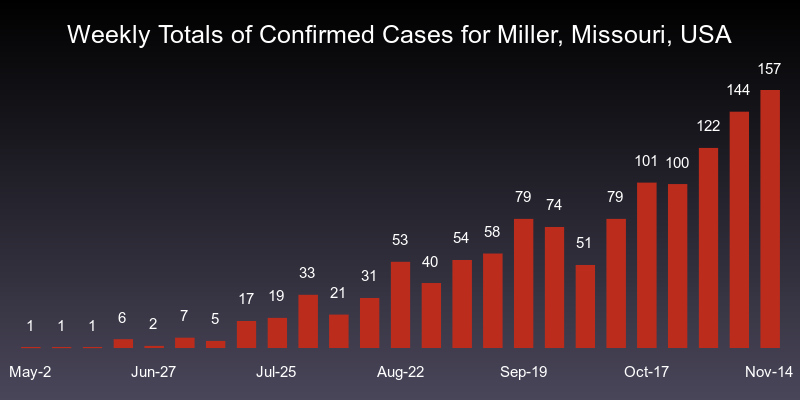 Weekly Totals of Confirmed Cases for Miller, Missouri, USA
1 1 1 6 2 7 5 17 19 33 21 31 53 40 54 58 79 74 51 79 101 100 122 144 157
May-2 Jun-27 Jul-25 Aug-22 Sep-19 Oct-17 Nov-14